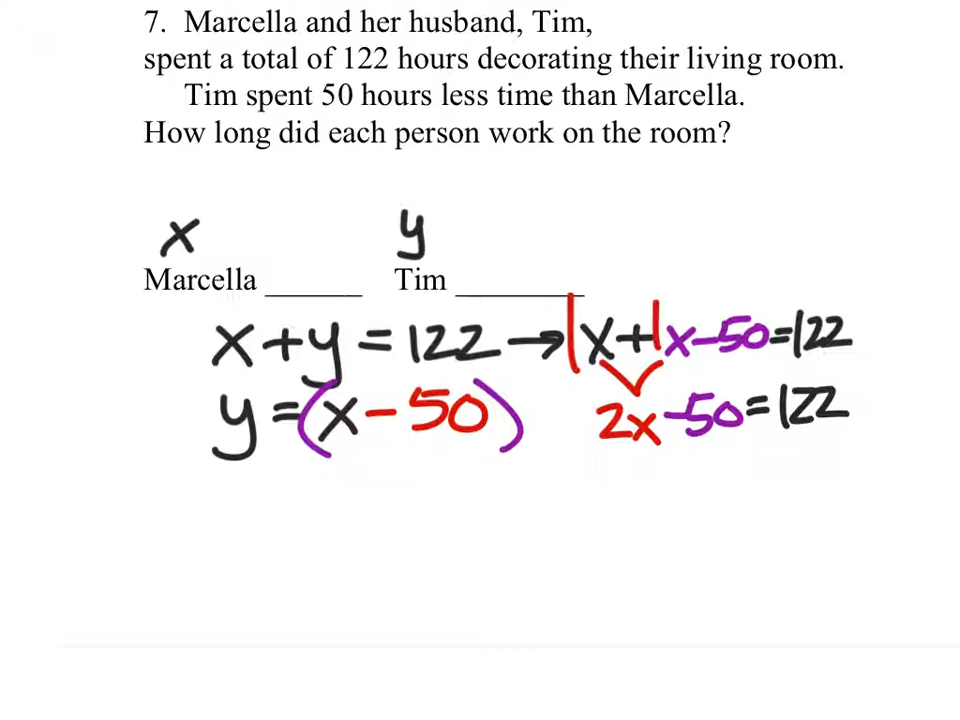 7. Marcella and her husband, Tim,
spent a total of 122 hours decorating their living room.
Tim spent 50 hours less time than Marcella.
How long did each person work on the room?
x y
Marcella ______ Tim ________
x+y=122→1x+1x-50=122
y=(x-50) 2x-50=122